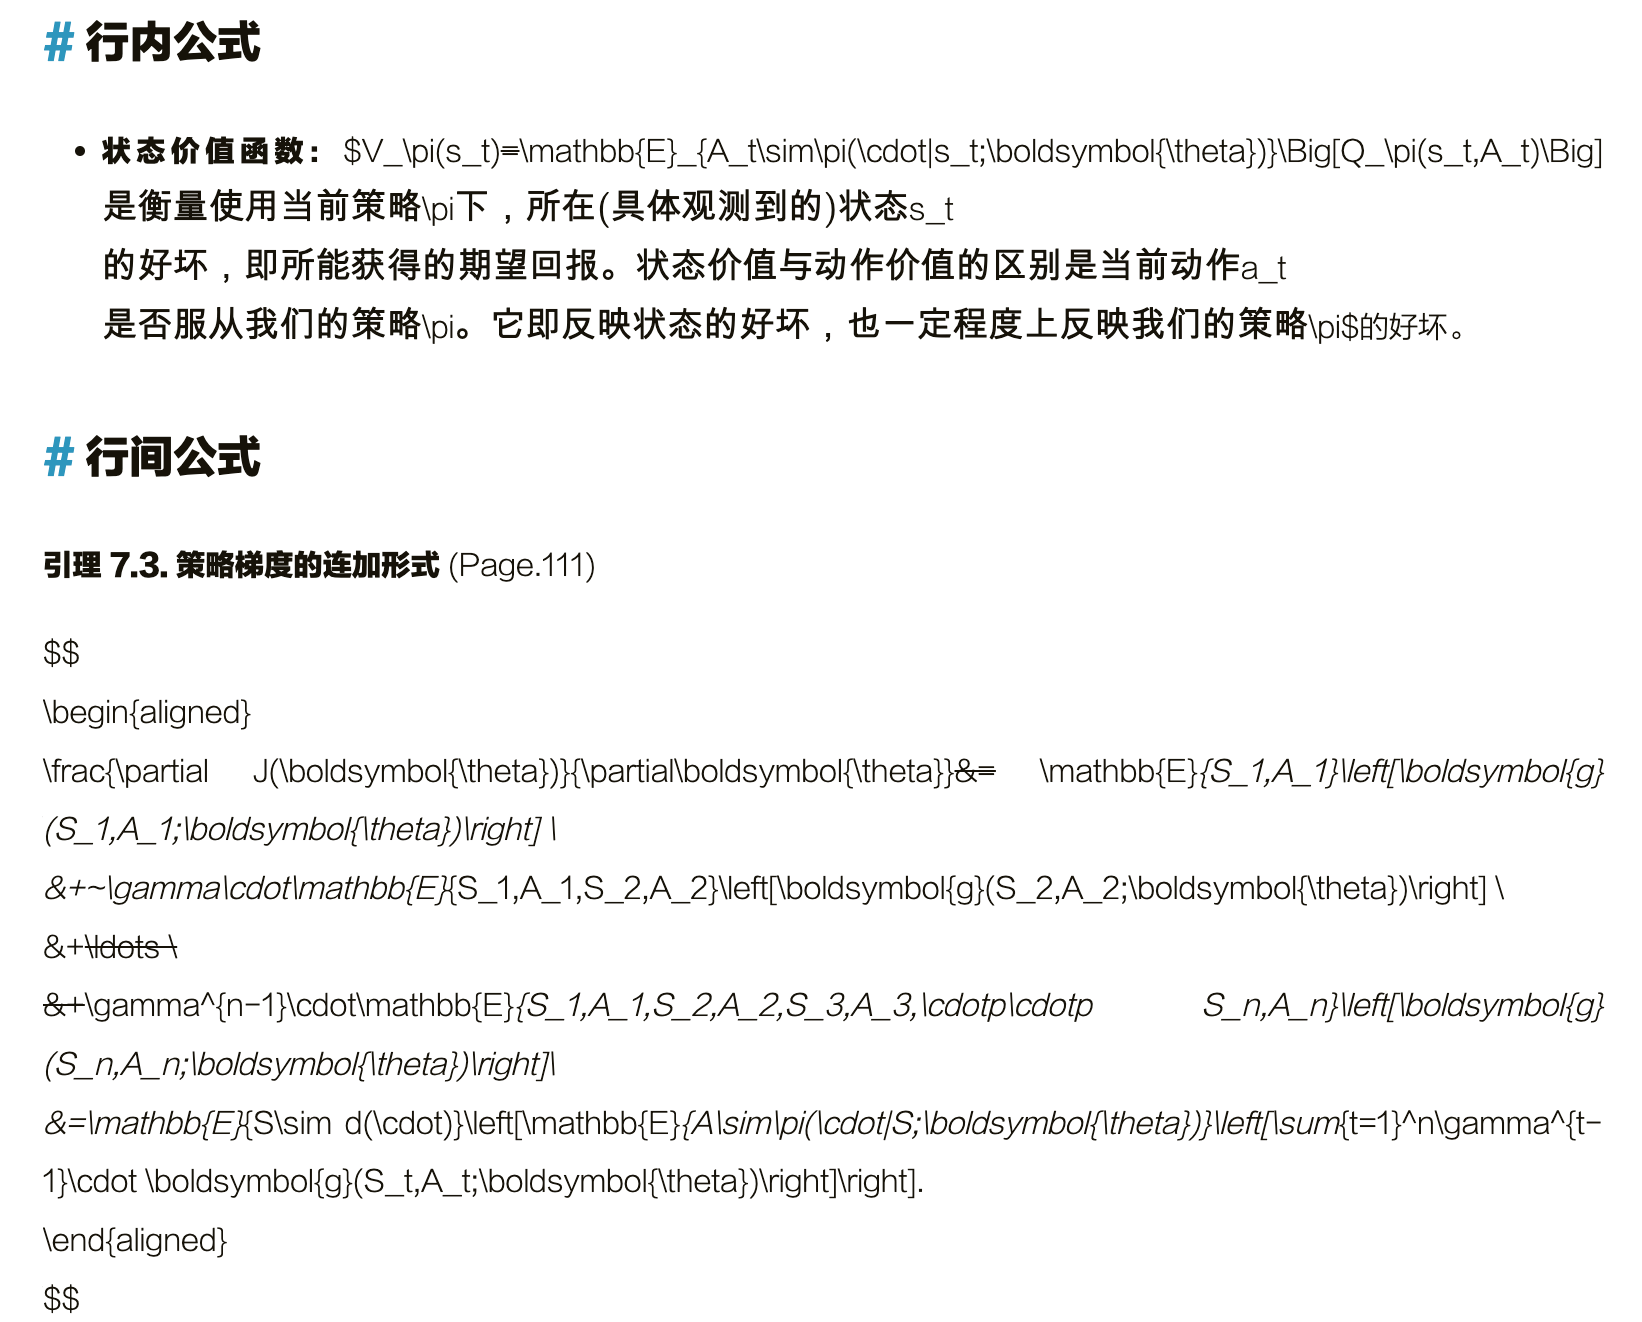 # 行内公式
• 状态价值函数： $V_\pi(s_t)=\mathbb{E}_{A_t\sim\pi(\cdot|s_t;\boldsymbol{\theta})}\Big[Q_\pi(s_t,A_t)\Big]
是衡量使用当前策略\pi下，所在(具体观测到的)状态s_t
的好坏，即所能获得的期望回报。状态价值与动作价值的区别是当前动作a_t
是否服从我们的策略\pi。它即反映状态的好坏，也一定程度上反映我们的策略\pi$的好坏。
# 行间公式
引理 7.3. 策略梯度的连加形式 (Page.111)
$$
\begin{aligned}
\frac{\partial J(\boldsymbol{\theta})}{\partial\boldsymbol{\theta}}&= \mathbb{E}{S_1,A_1}\left[\boldsymbol{g}
(S_1,A_1;\boldsymbol{\theta})\right] \
&+~\gamma\cdot\mathbb{E}{S_1,A_1,S_2,A_2}\left[\boldsymbol{g}(S_2,A_2;\boldsymbol{\theta})\right] \
&+\ldots \
&+\gamma^{n-1}\cdot\mathbb{E}{S_1,A_1,S_2,A_2,S_3,A_3,\cdotp\cdotp S_n,A_n}\left[\boldsymbol{g}
(S_n,A_n;\boldsymbol{\theta})\right]\
&=\mathbb{E}{S\sim d(\cdot)}\left[\mathbb{E}{A\sim\pi(\cdot|S;\boldsymbol{\theta})}\left[\sum{t=1}^n\gamma^{t-
1}\cdot \boldsymbol{g}(S_t,A_t;\boldsymbol{\theta})\right]\right].
\end{aligned}
$$